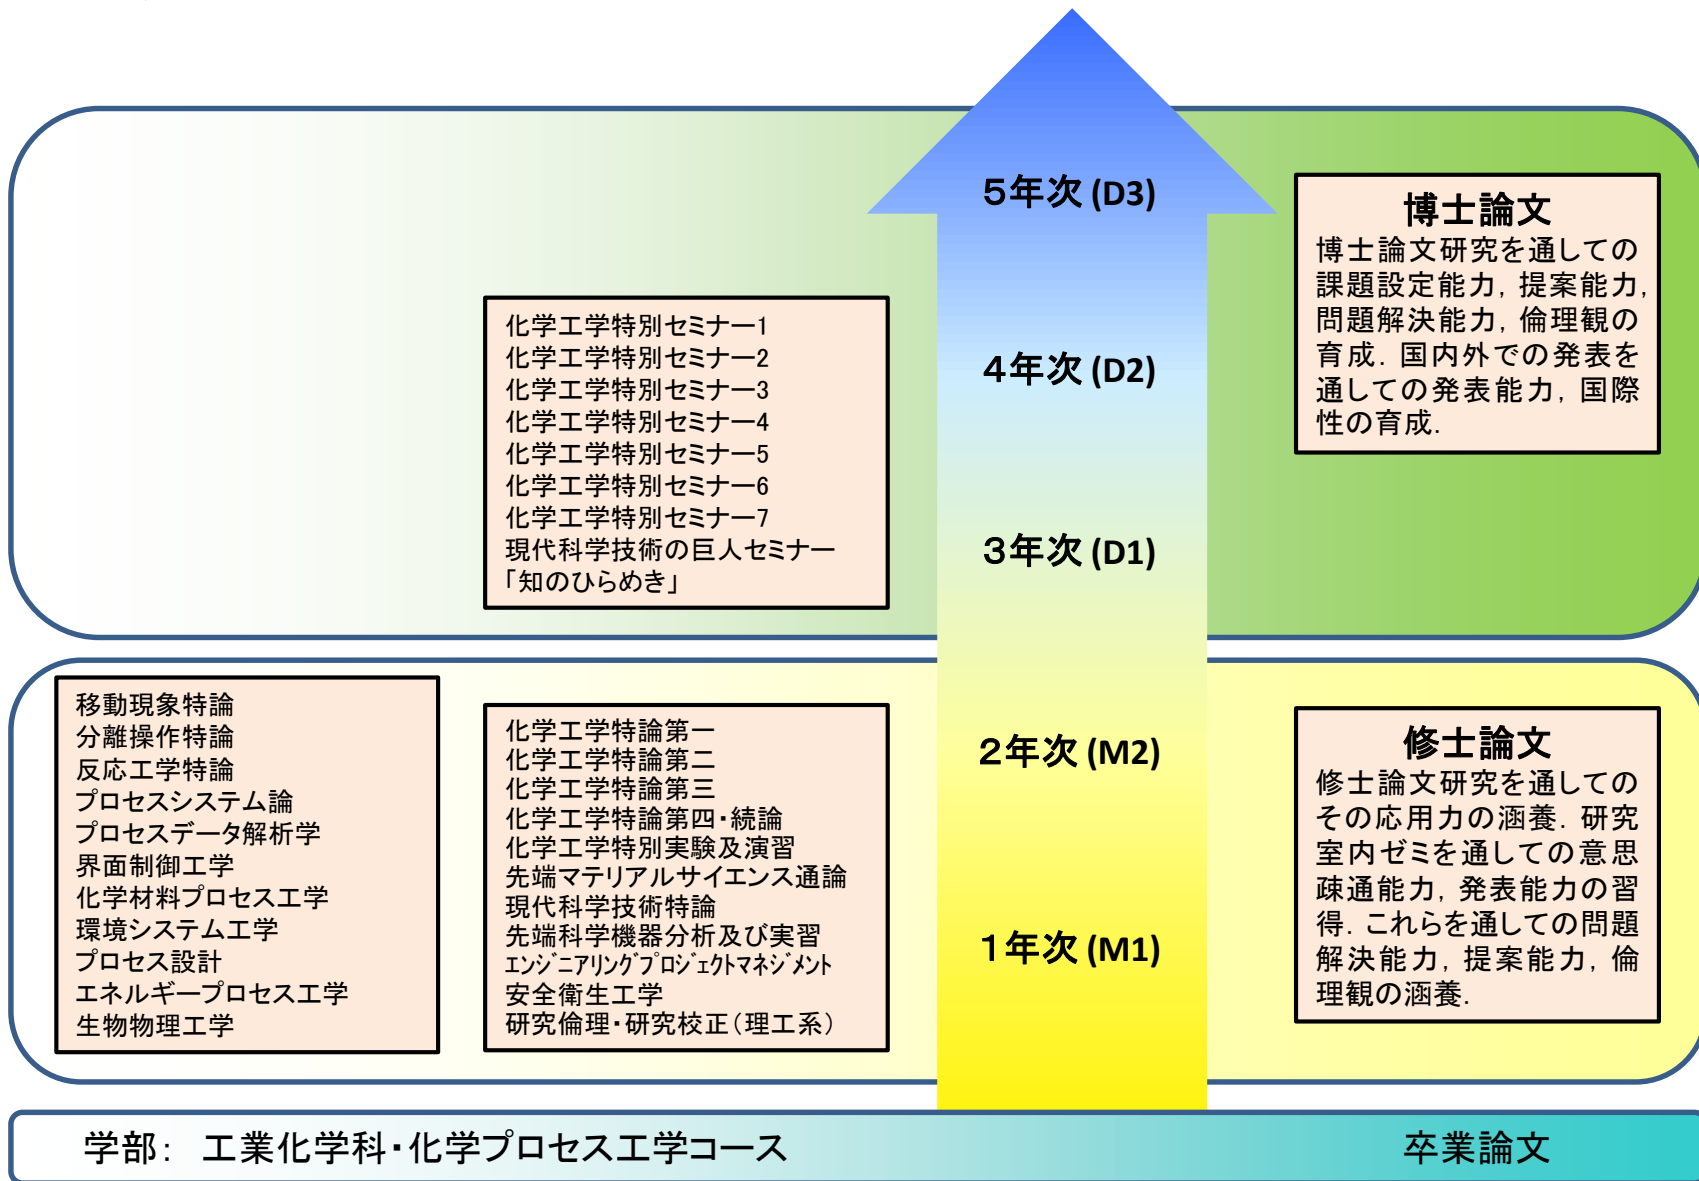 5年次 (D3)
4年次 (D2)
3年次 (D1)
2年次 (M2)
1年次 (M1)
博士論文
博士論文研究を通しての
課題設定能力，提案能力，
問題解決能力，倫理観の
育成．国内外での発表を
通しての発表能力，国際
性の育成．
化学工学特別セミナー1
化学工学特別セミナー2
化学工学特別セミナー3
化学工学特別セミナー4
化学工学特別セミナー5
化学工学特別セミナー6
化学工学特別セミナー7
現代科学技術の巨人セミナー
「知のひらめき」
移動現象特論
分離操作特論
反応工学特論
プロセスシステム論
プロセスデータ解析学
界面制御工学
化学材料プロセス工学
環境システム工学
プロセス設計
エネルギープロセス工学
生物物理工学
化学工学特論第一
化学工学特論第二
化学工学特論第三
化学工学特論第四・続論
化学工学特別実験及演習
先端マテリアルサイエンス通論
現代科学技術特論
先端科学機器分析及び実習
ｴﾝｼﾞﾆｱﾘﾝｸﾞﾌﾟﾛｼﾞｪｸﾄﾏﾈｼﾞﾒﾝﾄ
安全衛生工学
研究倫理・研究校正（理工系）
修士論文
修士論文研究を通しての
その応用力の涵養．研究
室内ゼミを通しての意思
疎通能力，発表能力の習
得．これらを通しての問題
解決能力，提案能力，倫
理観の涵養．
学部： 工業化学科・化学プロセス工学コース
卒業論文